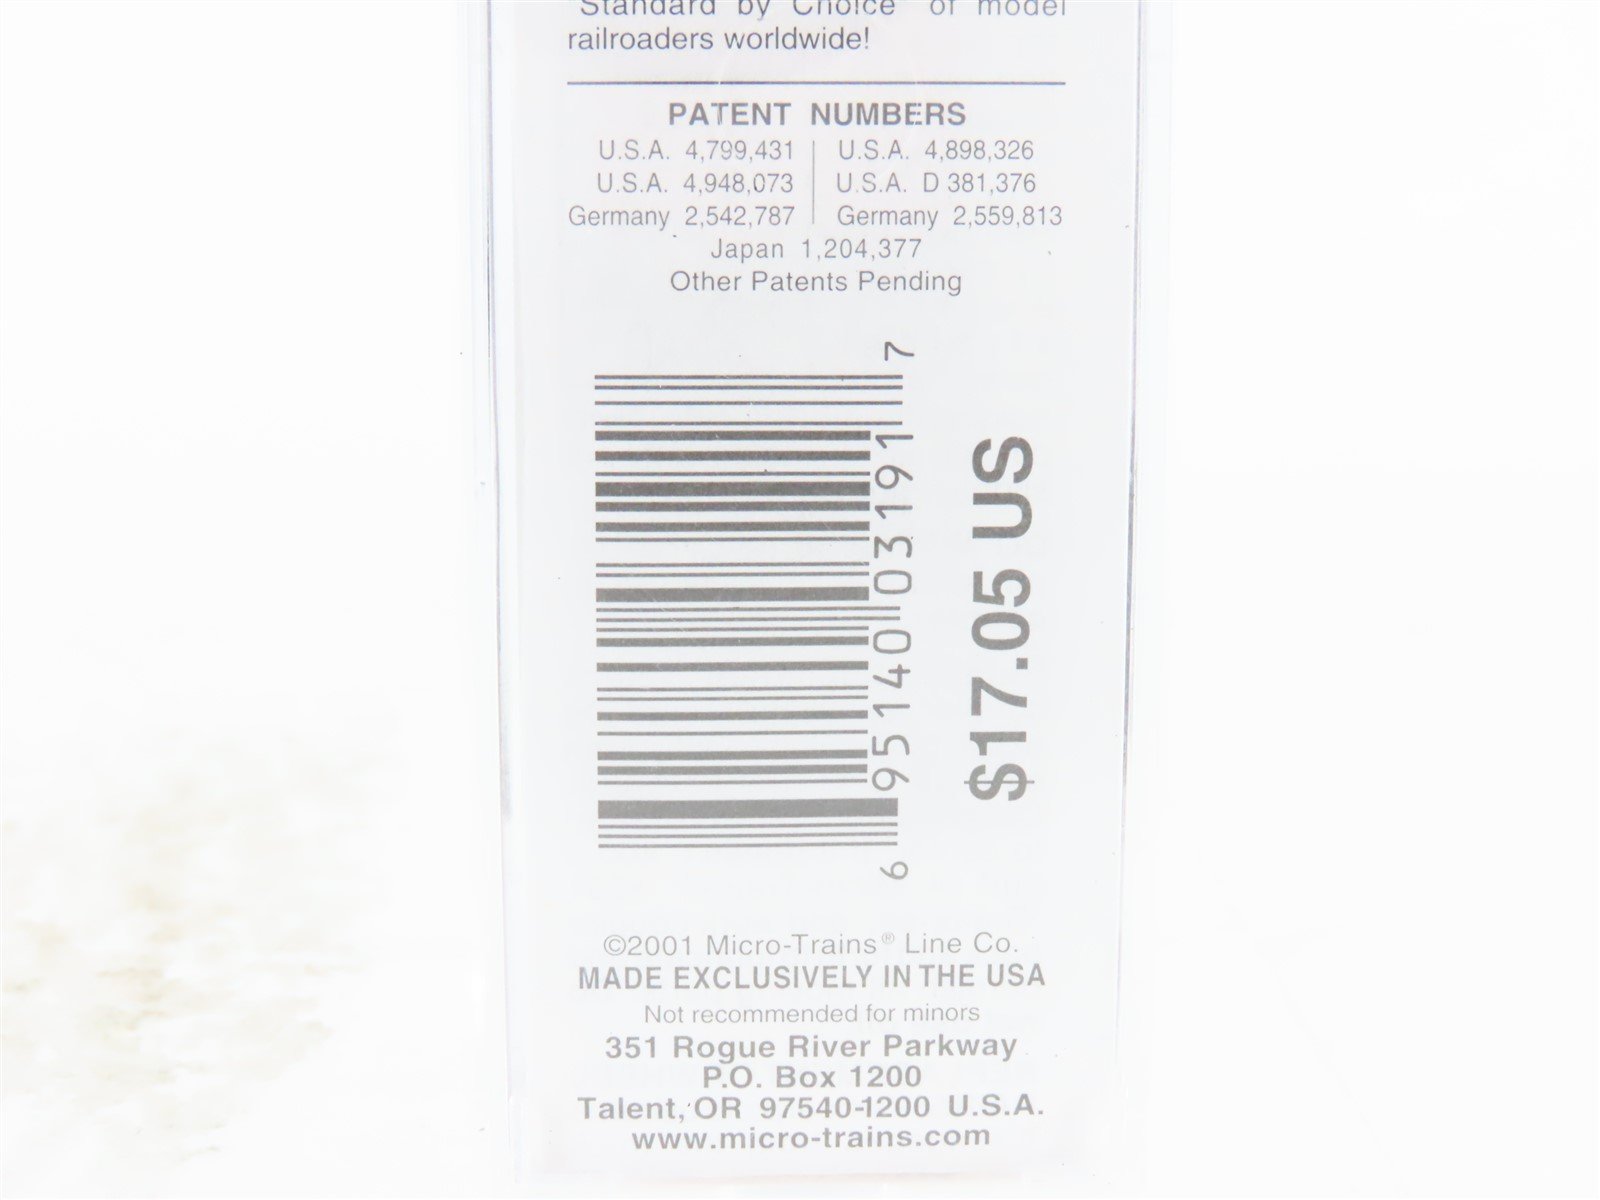 "Standard by Choice" of model
railroaders worldwide!
PATENT NUMBERS
U.S.A. 4,799,431 | U.S.A. 4,898,326
U.S.A. 4,948,073 | U.S.A. D 381,376
Germany 2,542,787 | Germany 2,559,813
Japan 1,204,377
Other Patents Pending
6 95140 03191 7
$17.05 US
©2001 Micro-Trains® Line Co.
MADE EXCLUSIVELY IN THE USA
Not recommended for minors
351 Rogue River Parkway
P.O. Box 1200
Talent, OR 97540-1200 U.S.A.
www.micro-trains.com